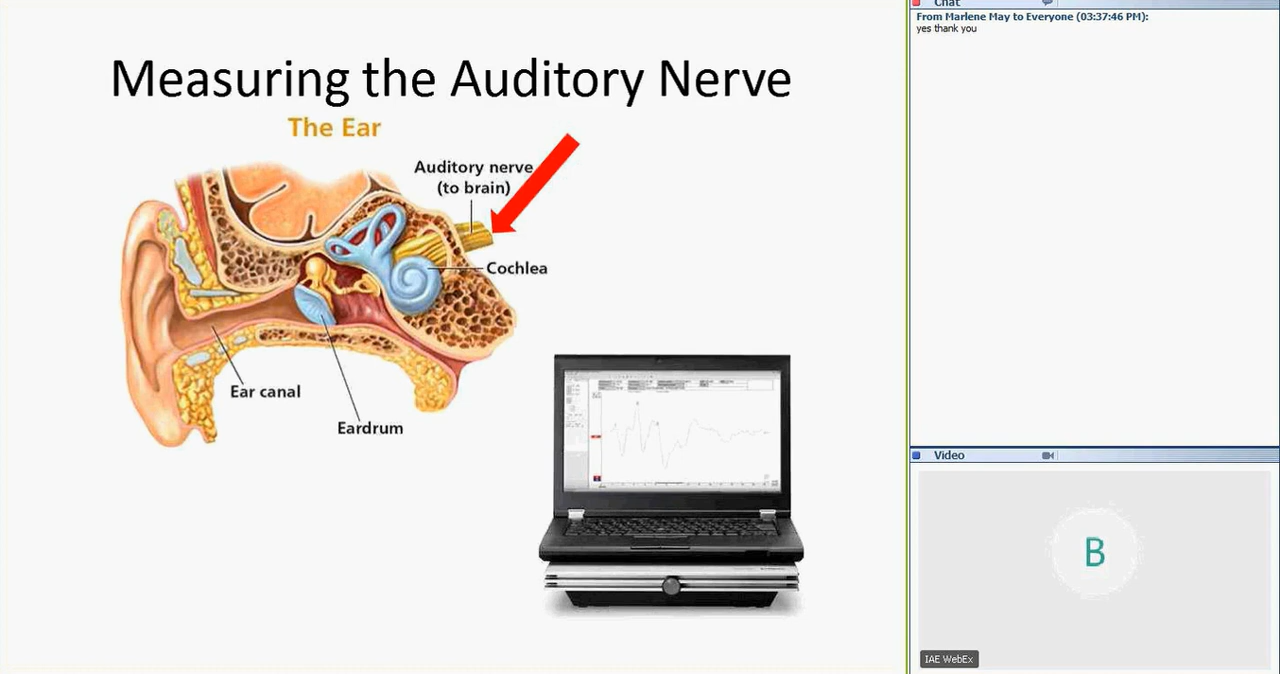 Measuring the Auditory Nerve
The Ear
Auditory nerve
(to brain)
Cochlea
Ear canal
Eardrum
Chat
From Marlene May to Everyone (03:37:46 PM):
yes thank you
Video
B
IAE WebEx